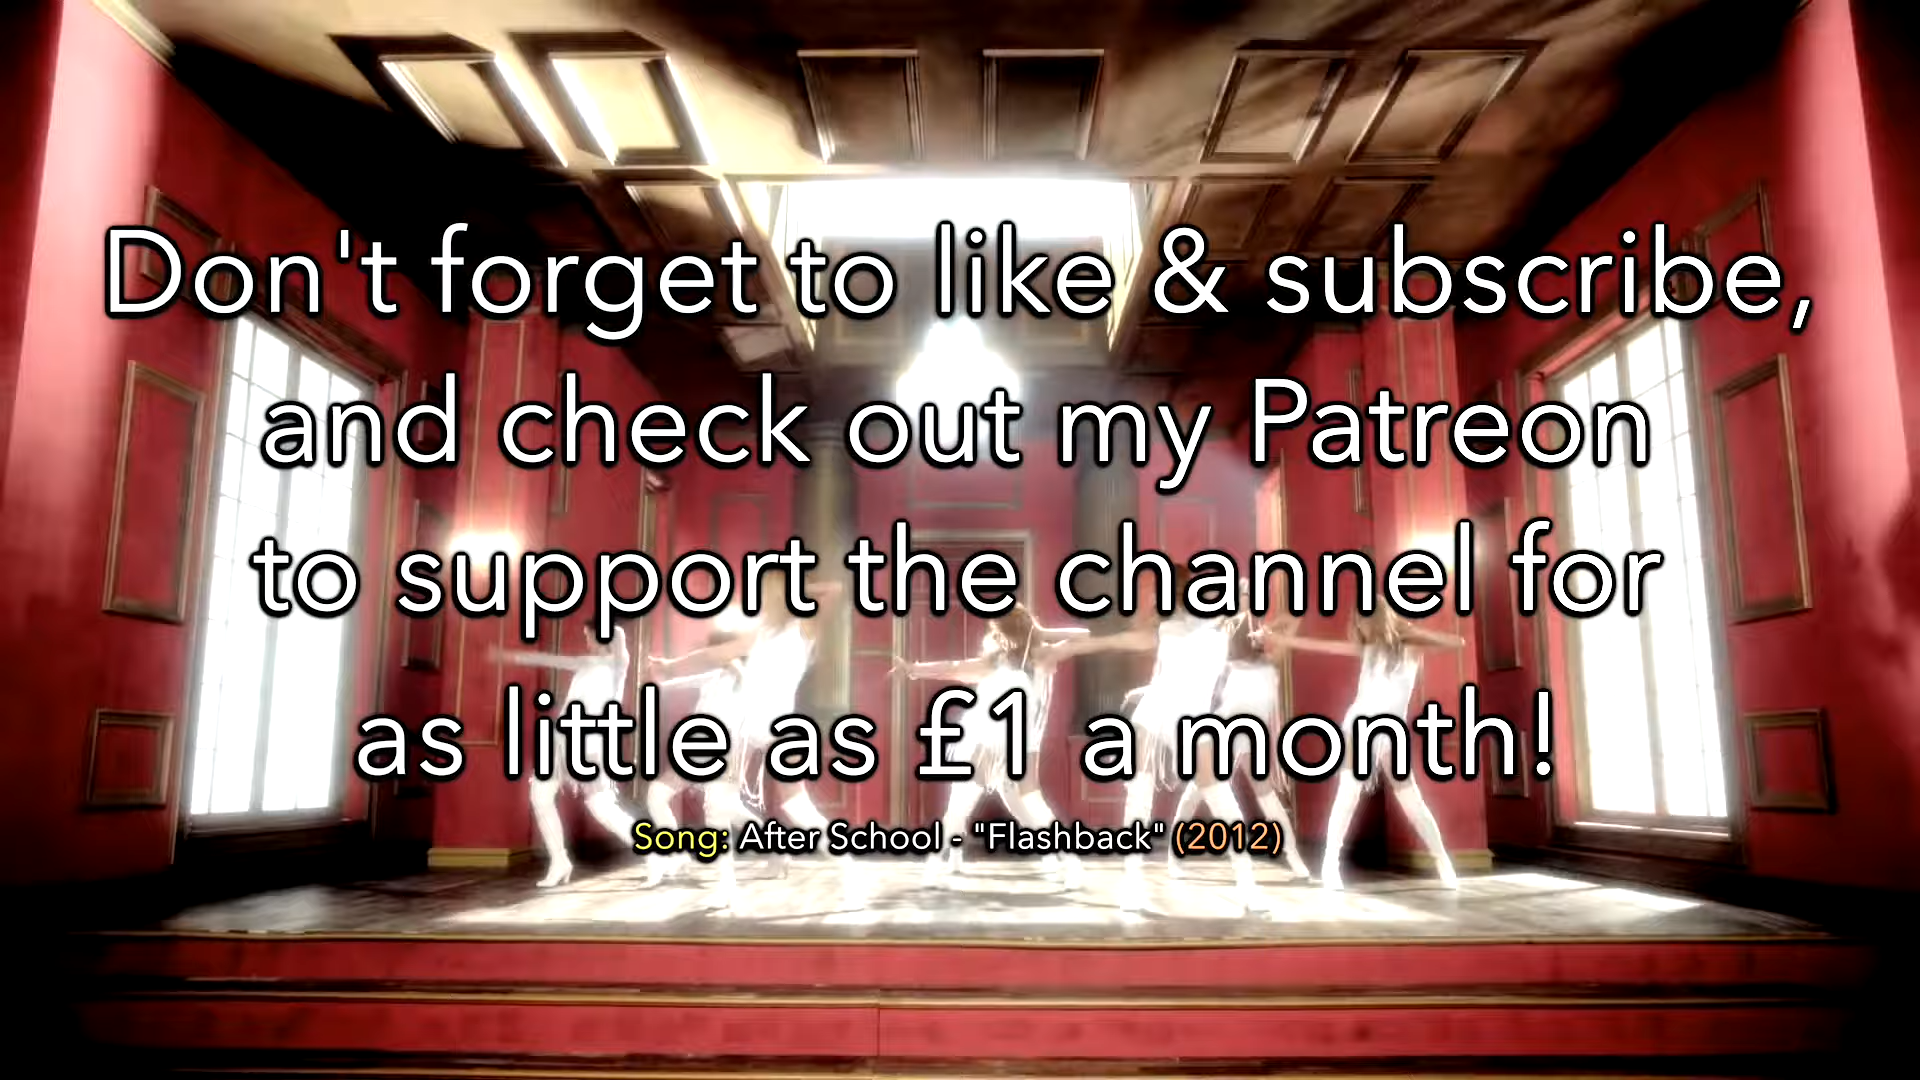 Don't forget to like & subscribe,
and check out my Patreon
to support the channel for
as little as £1 a month!
Song: After School - "Flashback" (2012)